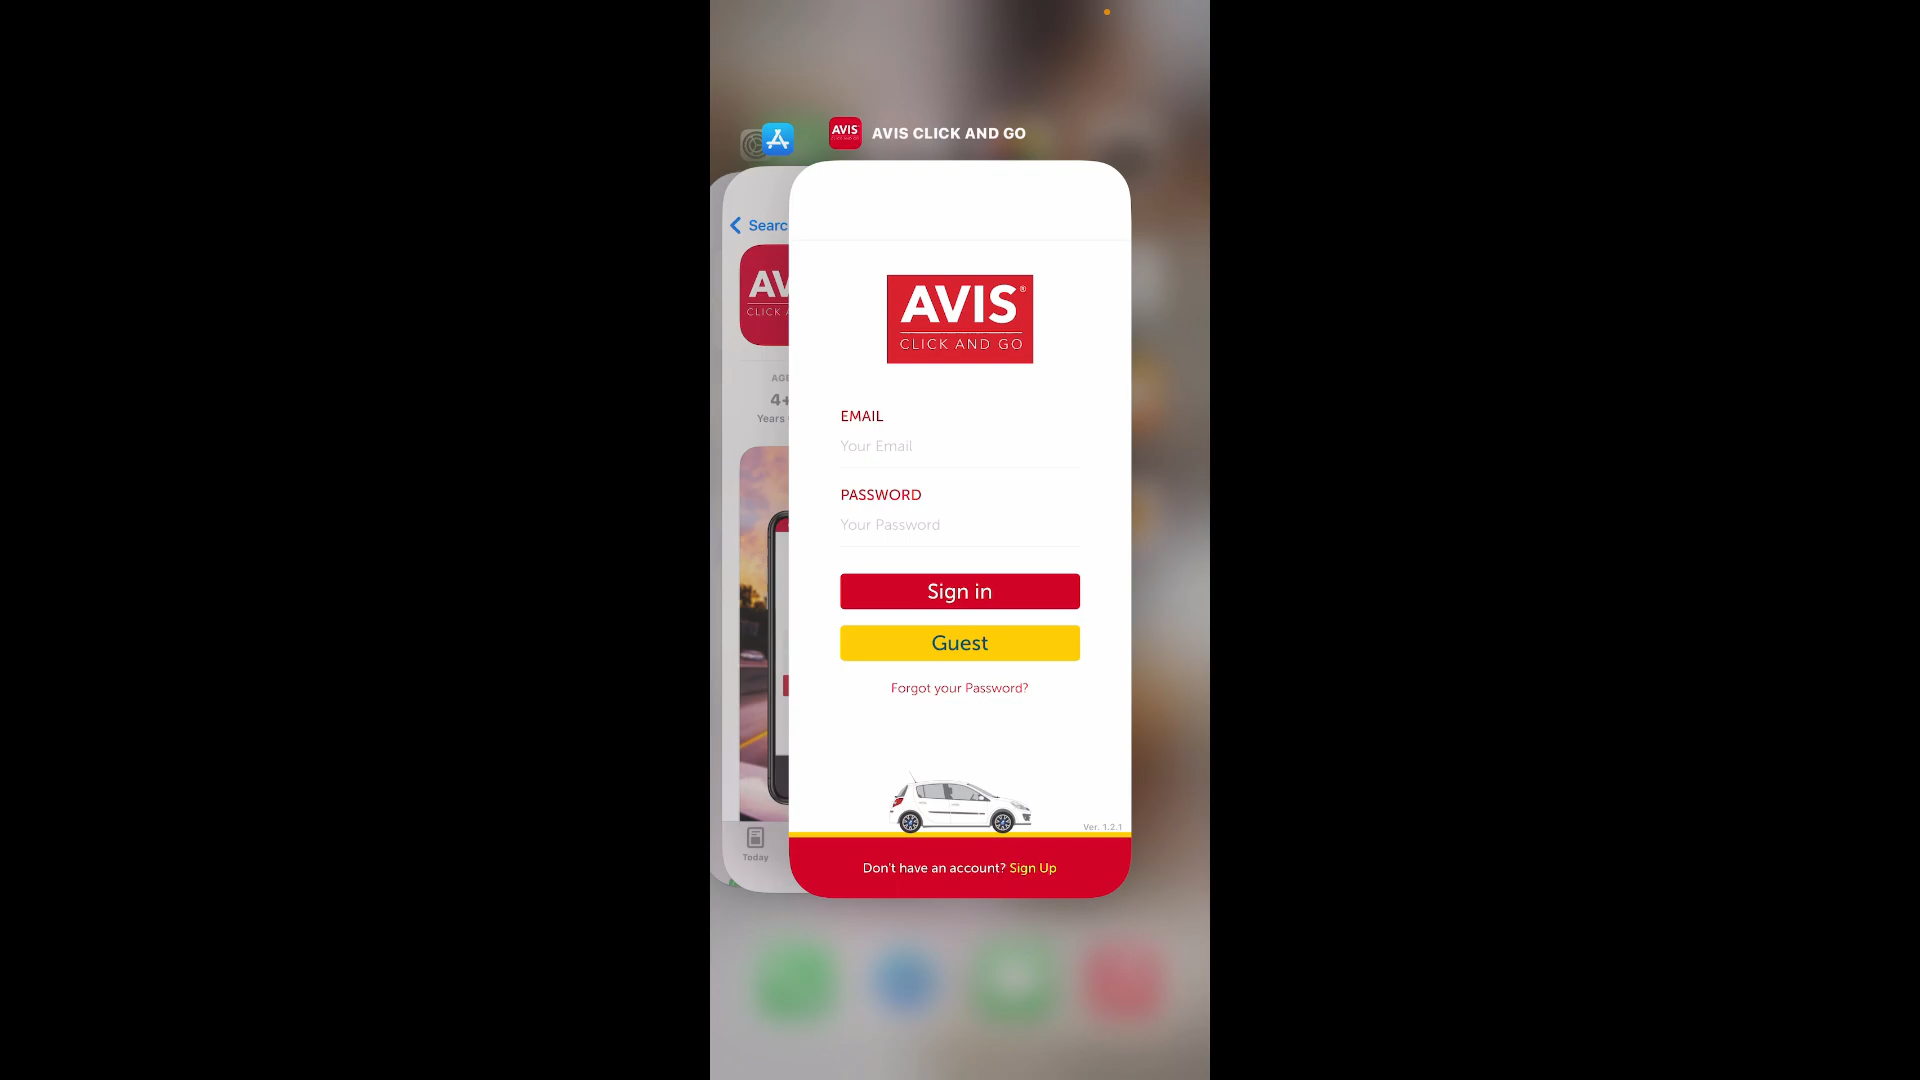 AVIS AVIS CLICK AND GO
Searc
AV
CLICK A
AGE
4+
Years
Today
AVIS®
CLICK AND GO
EMAIL
Your Email
PASSWORD
Your Password
Sign in
Guest
Forgot your Password?
Ver. 1.2.1
Don't have an account? Sign Up